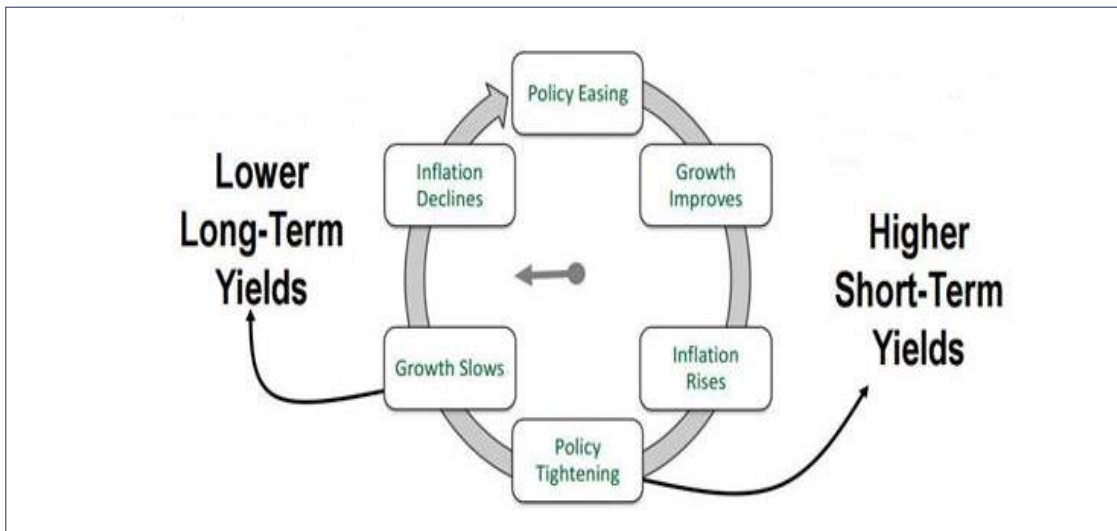 Policy Easing
Growth
Improves
Inflation
Rises
Policy
Tightening
Growth Slows
Inflation
Declines
Lower
Long-Term
Yields
Higher
Short-Term
Yields